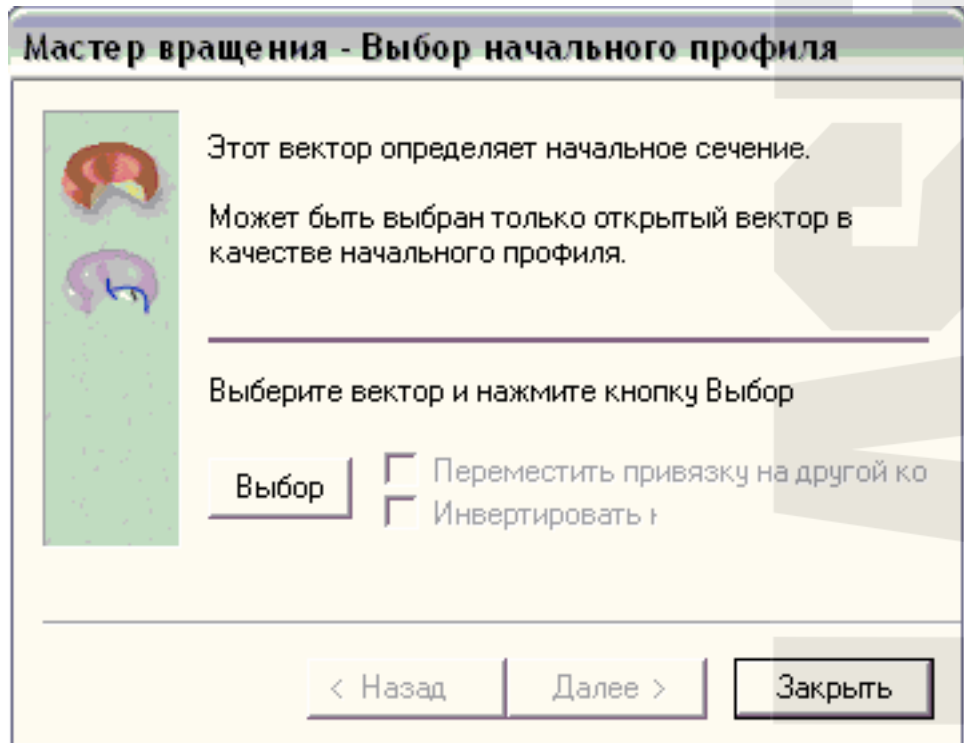 Мастер вращения - Выбор начального профиля
Этот вектор определяет начальное сечение.
Может быть выбран только открытый вектор в
качестве начального профиля.
Выберите вектор и нажмите кнопку Выбор
Выбор
Переместить привязку на другой ко
Инвертировать
< Назад
Далее >
Закрыть